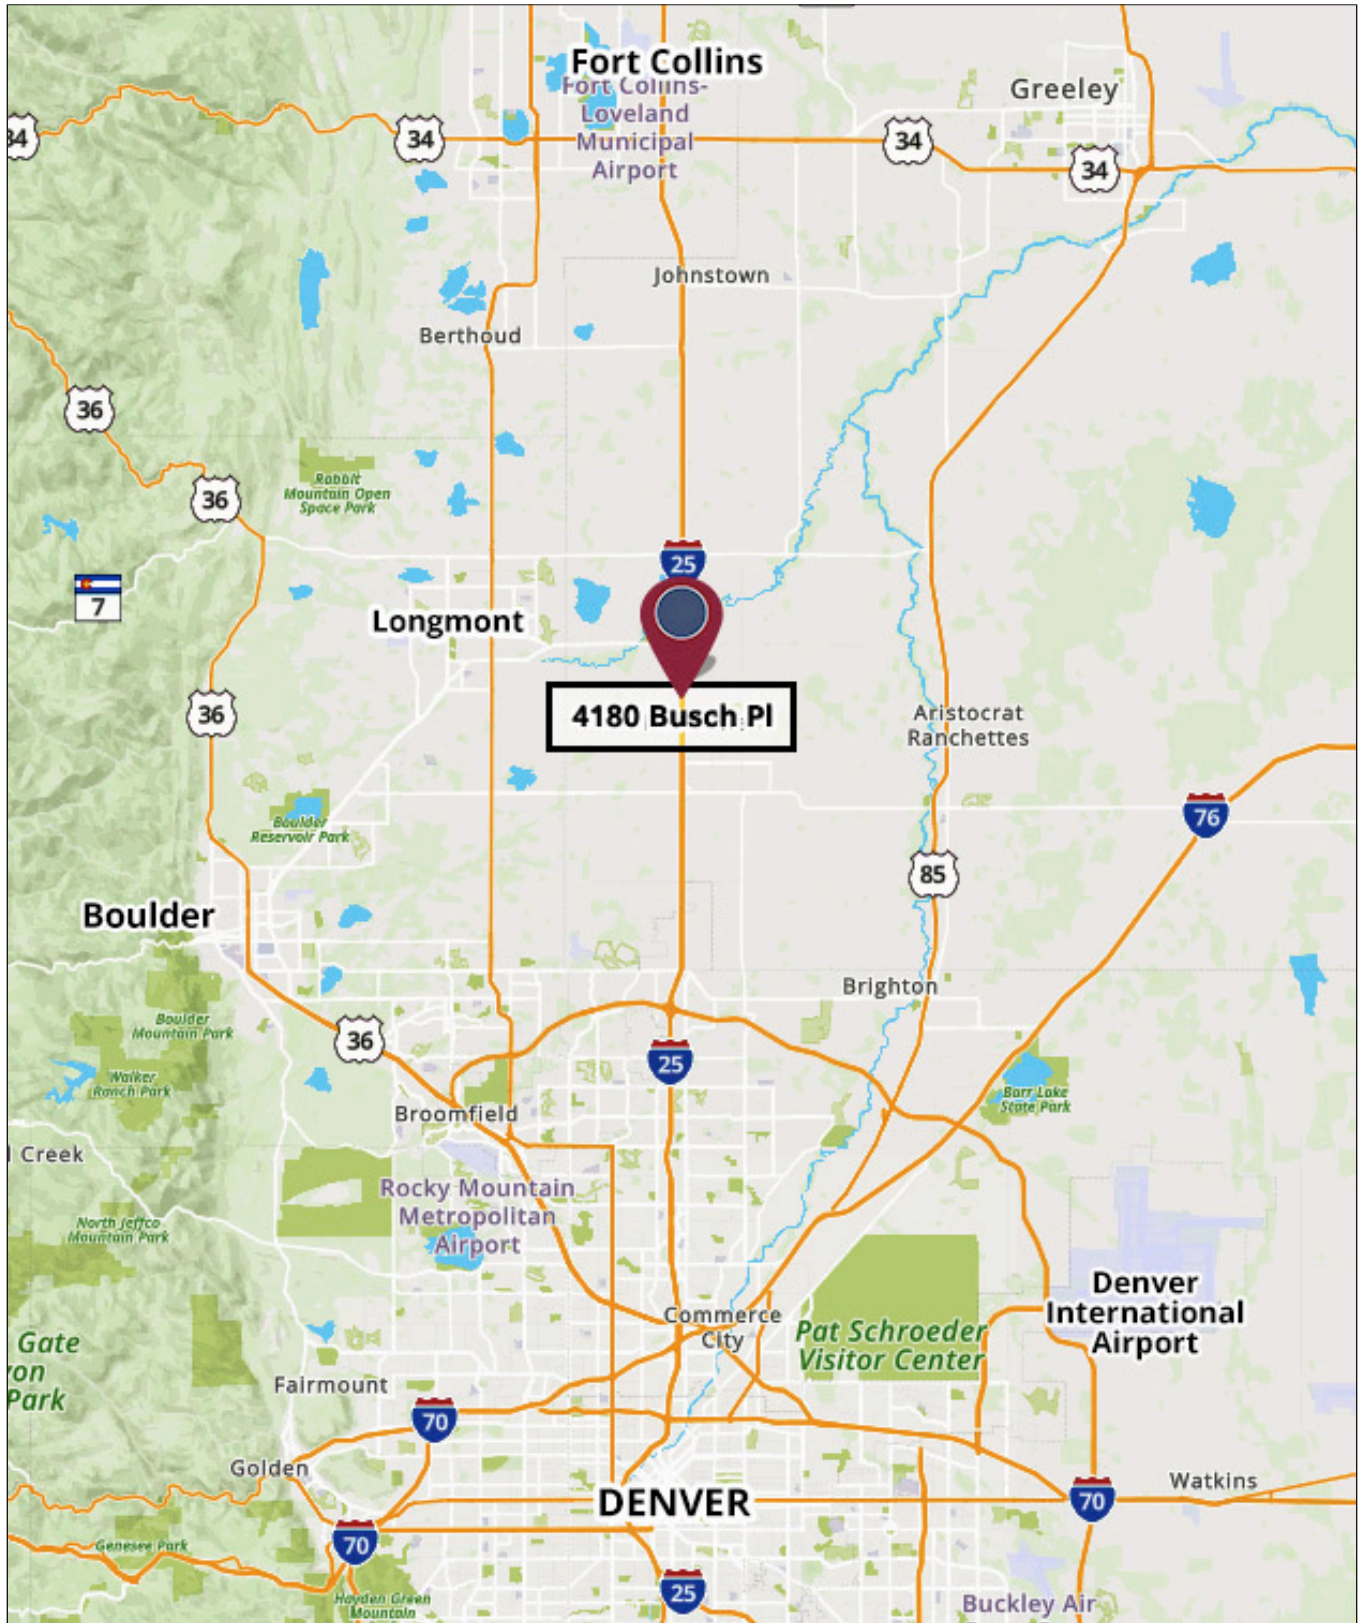 Fort Collins
Fort Collins-
Loveland
Municipal
Airport
Greeley
34
34
34
34
Johnstown
Berthoud
36
36
Rabbit
Mountain Open
Space Park
25
7
Longmont
36
4180 Busch Pl
Aristocrat
Ranchettes
76
Boulder
Reservoir Park
85
Boulder
Brighton
Boulder
Mountain Park
36
25
Walker
Ranch Park
Barr Lake
State Park
Broomfield
l Creek
Rocky Mountain
Metropolitan
Airport
North Jeffco
Mountain Park
Denver
International
Airport
Commerce
City
Pat Schroeder
Visitor Center
Gate
yon
Park
Fairmount
70
Golden
Watkins
DENVER
70
70
Genesee Park
25
Hayden Green
Mountain
Buckley Air